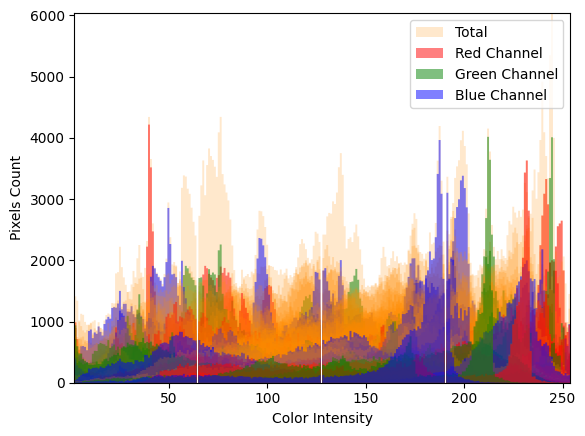 6000
5000
4000
3000
2000
1000
0
Pixels Count
Total
Red Channel
Green Channel
Blue Channel
50
100
150
200
250
Color Intensity